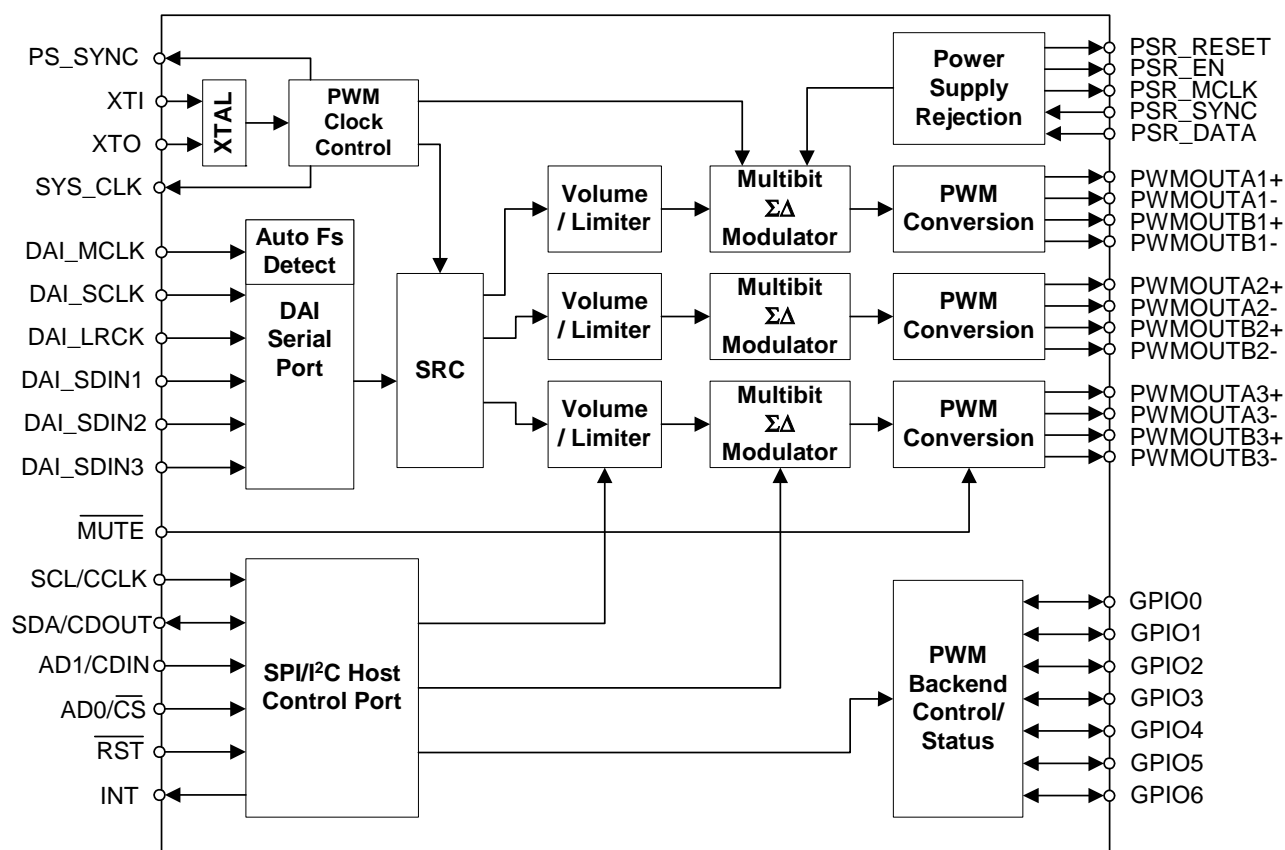 PS_SYNC
XTI
XTO
SYS_CLK
DAI_MCLK
DAI_SCLK
DAI_LRCK
DAI_SDIN1
DAI_SDIN2
DAI_SDIN3
MUTE
SCL/CCLK
SDA/CDOUT
AD1/CDIN
AD0/CS
RST
INT
XTAL
PWM
Clock
Control
Auto Fs
Detect
DAI
Serial
Port
SRC
SPI/I²C Host
Control Port
Volume
/ Limiter
Multibit
ΣΔ
Modulator
PWM
Conversion
Volume
/ Limiter
Multibit
ΣΔ
Modulator
PWM
Conversion
Volume
/ Limiter
Multibit
ΣΔ
Modulator
PWM
Conversion
Power
Supply
Rejection
PWM
Backend
Control/
Status
PSR_RESET
PSR_EN
PSR_MCLK
PSR_SYNC
PSR_DATA
PWMOUTA1+
PWMOUTA1-
PWMOUTB1+
PWMOUTB1-
PWMOUTA2+
PWMOUTA2-
PWMOUTB2+
PWMOUTB2-
PWMOUTA3+
PWMOUTA3-
PWMOUTB3+
PWMOUTB3-
GPIO0
GPIO1
GPIO2
GPIO3
GPIO4
GPIO5
GPIO6